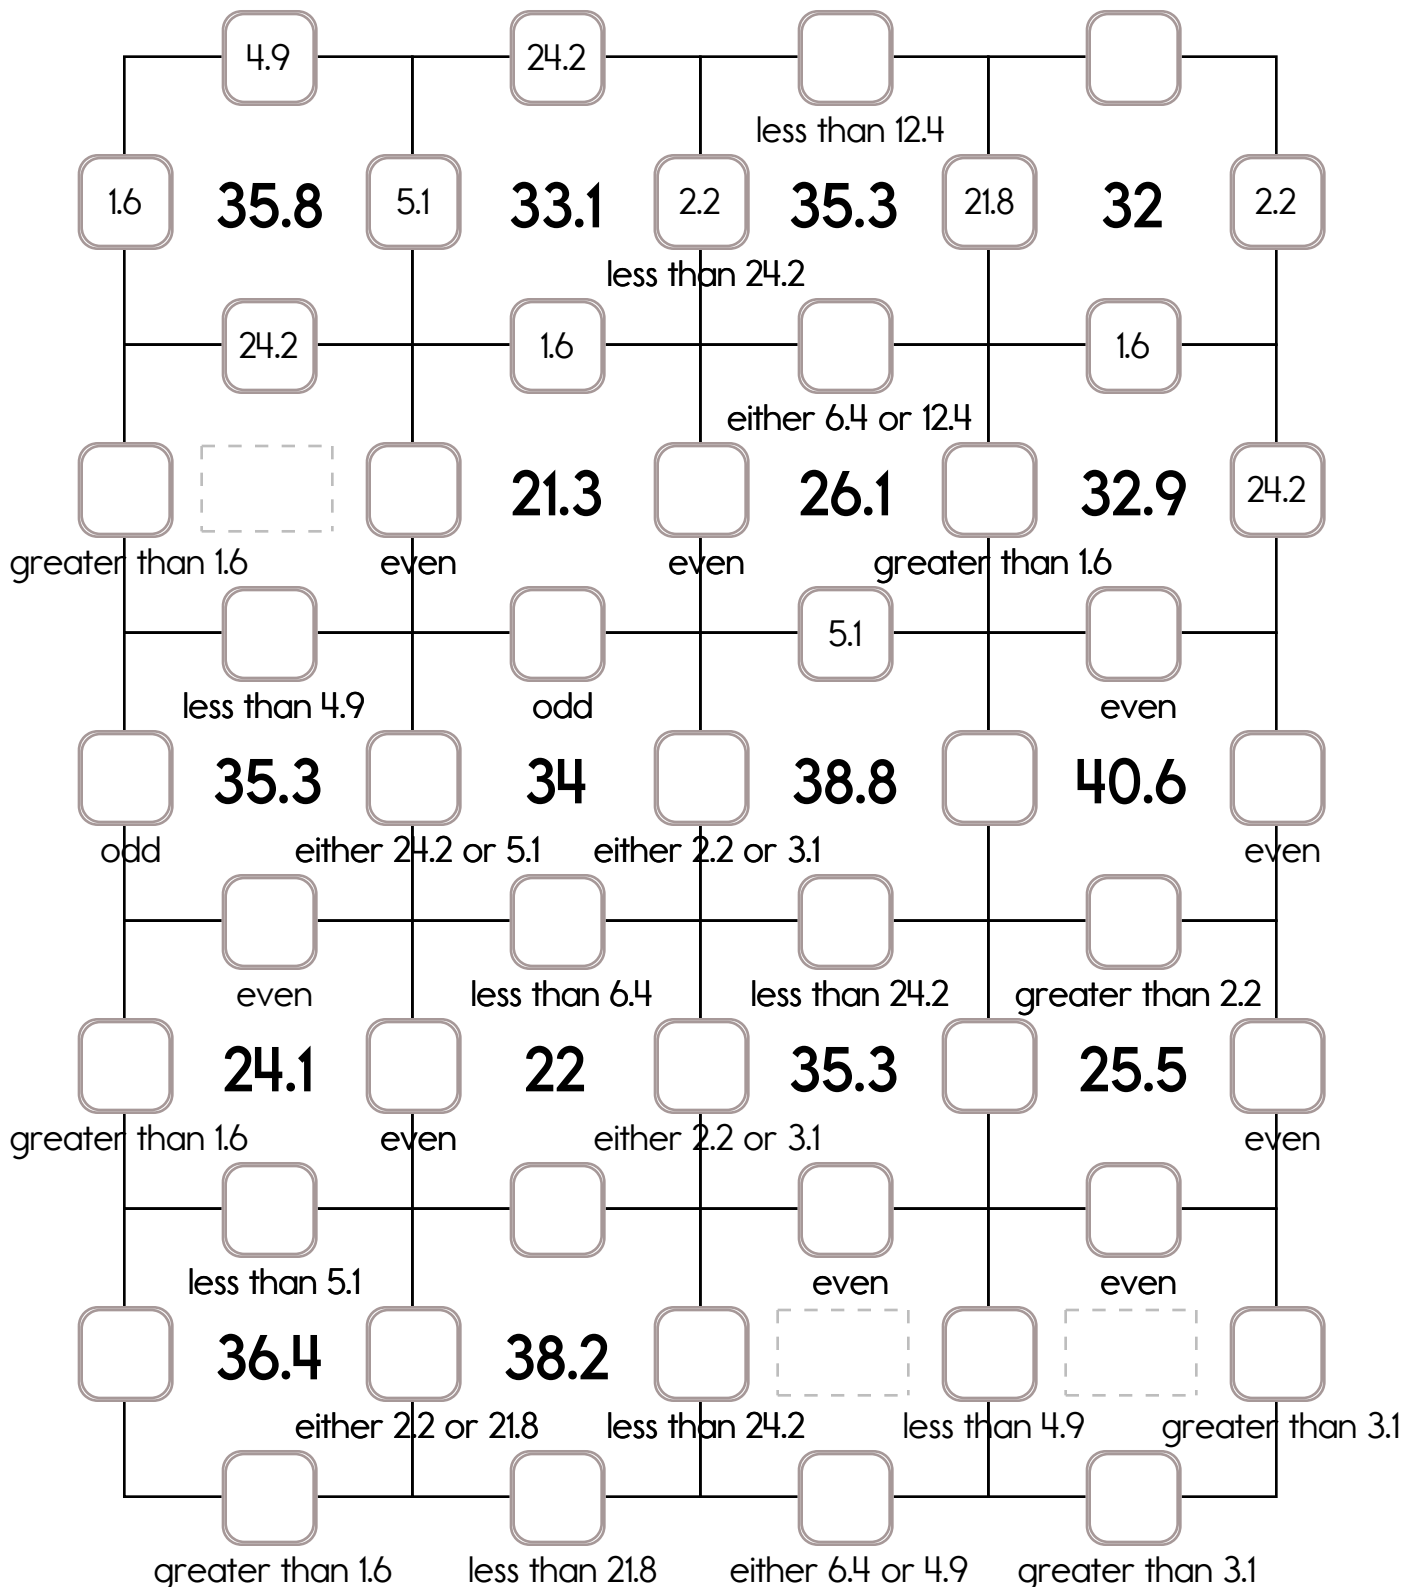 4.9 24.2
less than 12.4
1.6 35.8 5.1 33.1 2.2 35.3 21.8 32 2.2
less than 24.2
24.2 1.6 1.6
either 6.4 or 12.4
21.3 26.1 32.9 24.2
greater than 1.6 even even greater than 1.6
5.1
less than 4.9 odd even
35.3 34 38.8 40.6
odd either 24.2 or 5.1 either 2.2 or 3.1 even
even less than 6.4 less than 24.2 greater than 2.2
24.1 22 35.3 25.5
greater than 1.6 even either 2.2 or 3.1 even
less than 5.1 even even
36.4 38.2
either 2.2 or 21.8 less than 24.2 less than 4.9 greater than 3.1
greater than 1.6 less than 21.8 either 6.4 or 4.9 greater than 3.1